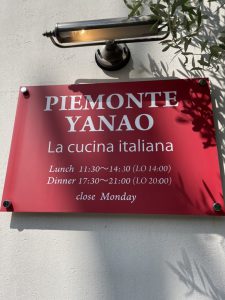 PIEMONTE
YANAO
La cucina italiana
Lunch 11:30〜14:30 (LO 14:00)
Dinner 17:30〜21:00 (LO 20:00)
close Monday